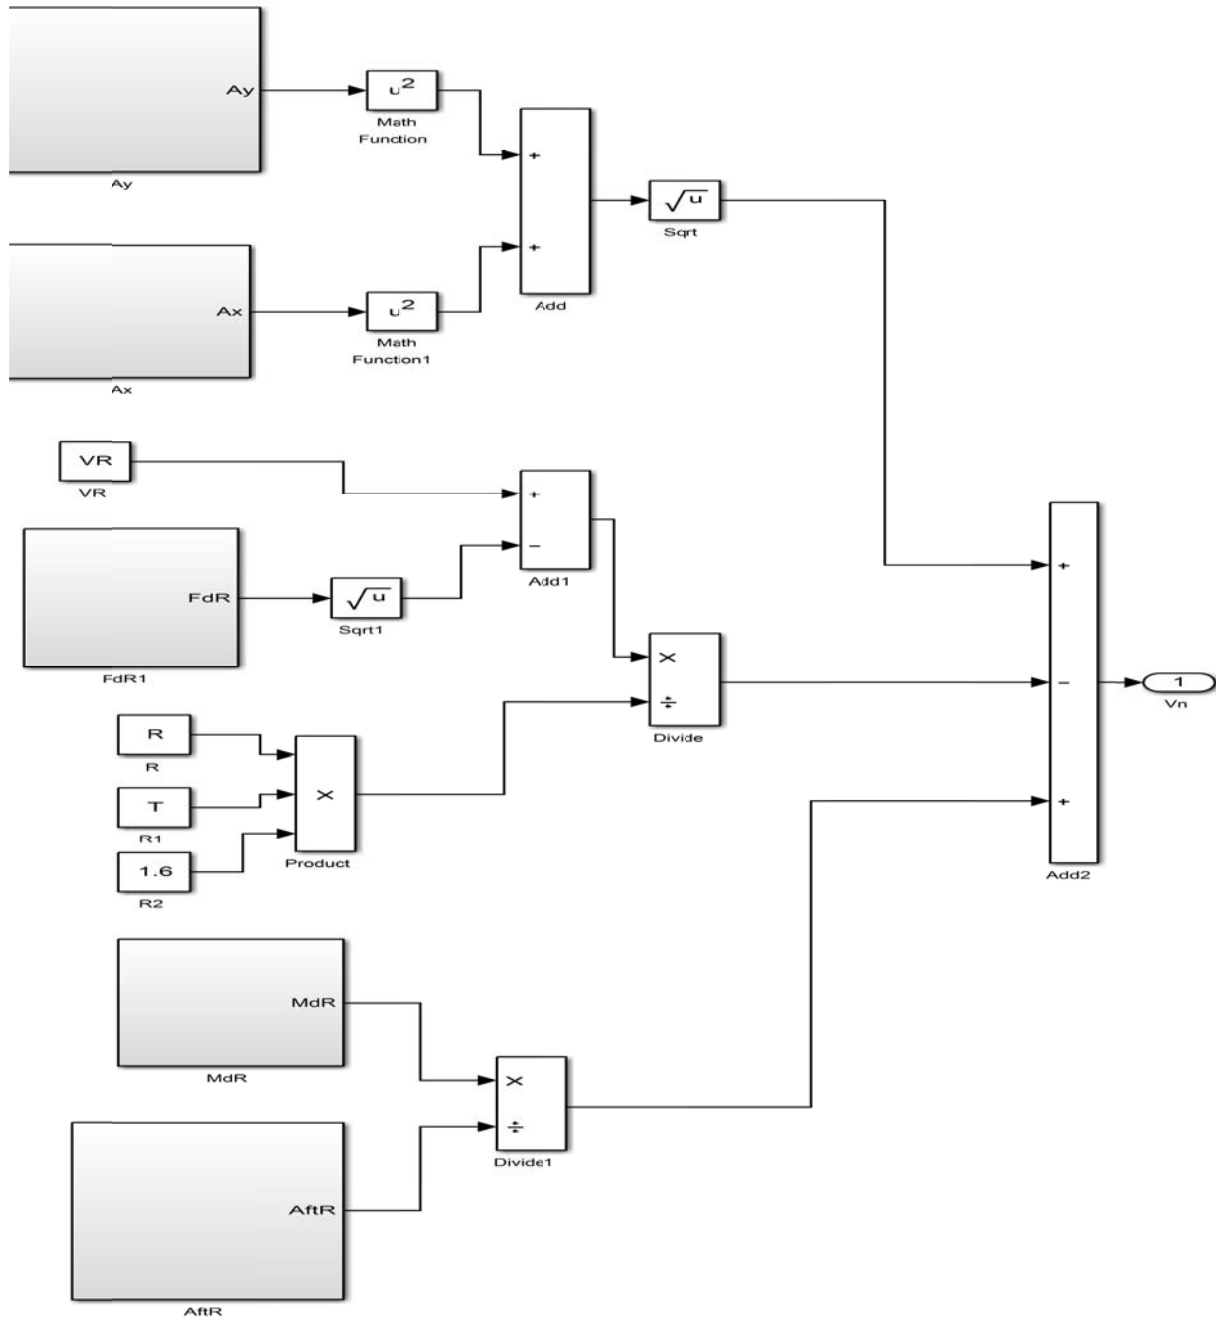 Ay
u2
Math
Function
Ay
+
+
Add
√u
Sqrt
Ax
u2
Math
Function1
Ax
VR
VR
+
−
Add1
FdR
√u
Sqrt1
FdR1
×
÷
Divide
R
R
T
R1
1.6
R2
×
Product
+
−
+
Add2
1
Vn
MdR
MdR
×
÷
Divide1
AftR
AftR